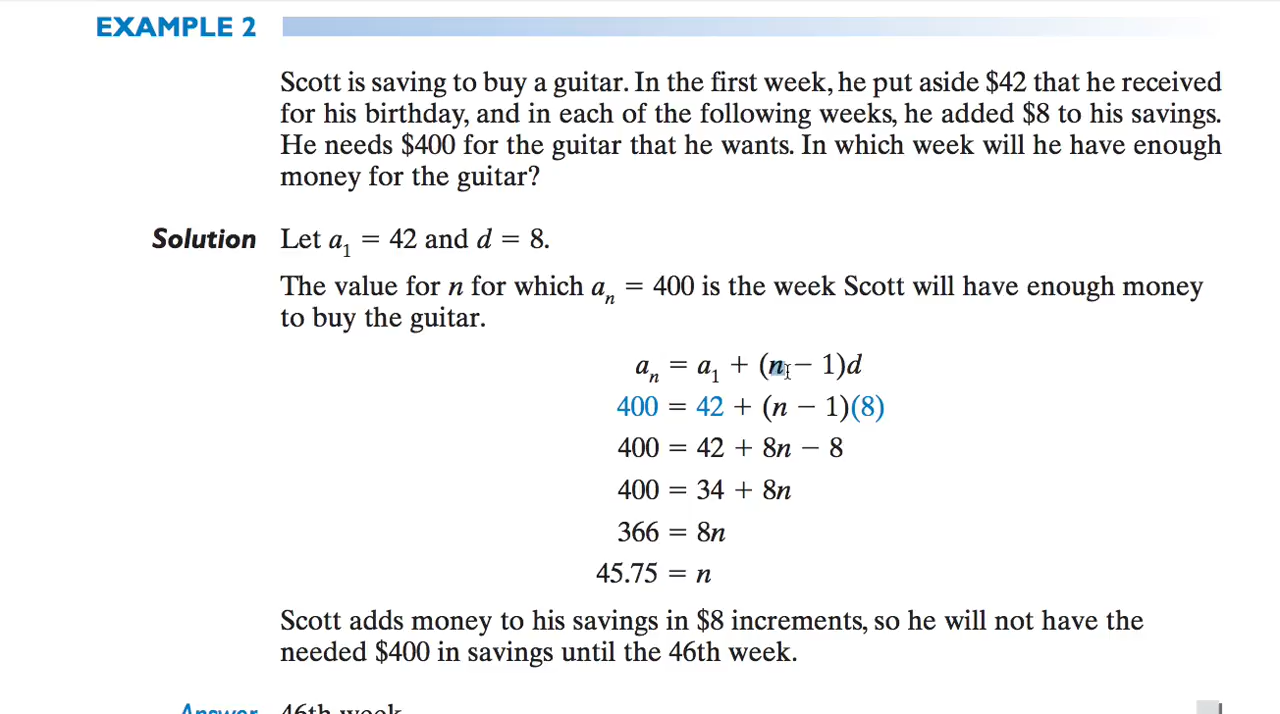 EXAMPLE 2
Scott is saving to buy a guitar. In the first week, he put aside $42 that he received
for his birthday, and in each of the following weeks, he added $8 to his savings.
He needs $400 for the guitar that he wants. In which week will he have enough
money for the guitar?
Solution Let a₁ = 42 and d = 8.
The value for n for which aₙ = 400 is the week Scott will have enough money
to buy the guitar.
aₙ = a₁ + (n − 1)d
400 = 42 + (n − 1)(8)
400 = 42 + 8n − 8
400 = 34 + 8n
366 = 8n
45.75 = n
Scott adds money to his savings in $8 increments, so he will not have the
needed $400 in savings until the 46th week.
Answer 46th week